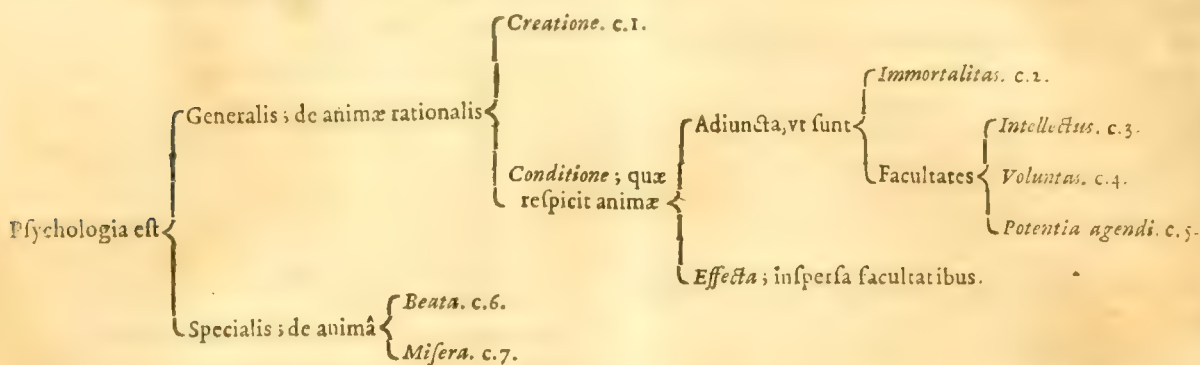 Creatione. c.1.
Immortalitas. c.2.
Generalis; de animæ rationalis
Adiuncta, vt ſunt
Intellectus. c.3.
Conditione; quæ
reſpicit animæ
Facultates
Voluntas. c.4.
Pſychologia eſt
Potentia agendi. c.5.
Effecta; inſperſa facultatibus.
Beata. c.6.
Specialis; de animâ
Miſera. c.7.